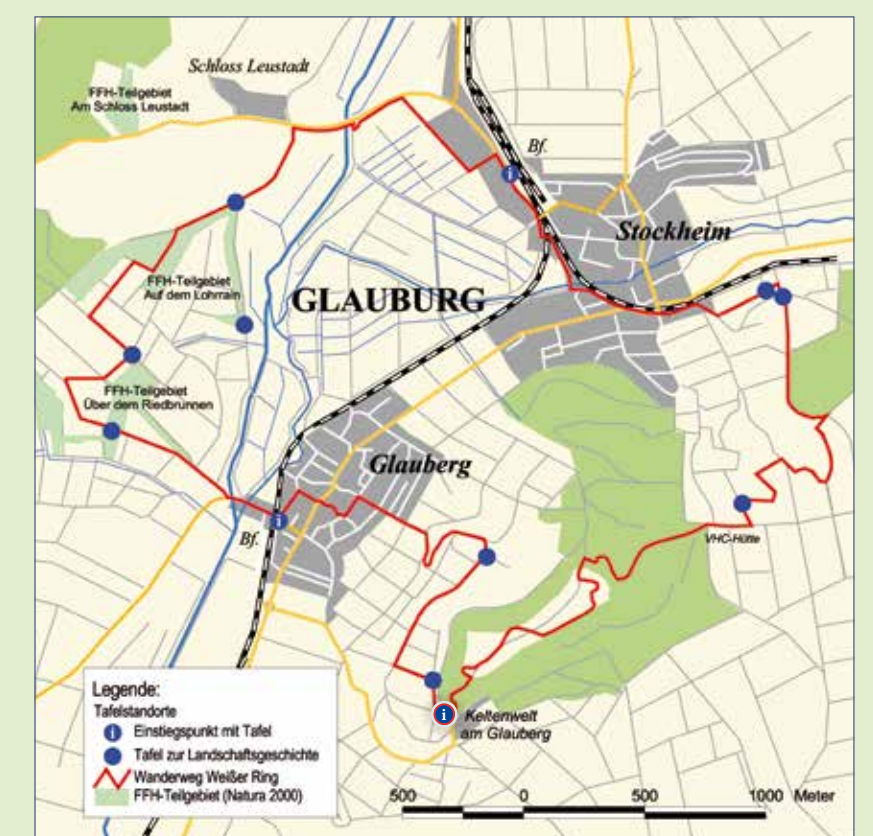 Schloss Leustadt
FFH-Teilgebiet
Am Schloss Leustadt
Bf.
Stockheim
FFH-Teilgebiet
Auf dem Lohrrain
GLAUBURG
FFH-Teilgebiet
Über dem Riedbrunnen
Glauberg
Bf.
VHC-Hütte
Legende:
Tafelstandorte
i Einstiegspunkt mit Tafel
Tafel zur Landschaftsgeschichte
Wanderweg Weißer Ring
FFH-Teilgebiet (Natura 2000)
i
Keltenwelt
am Glauberg
500 0 500 1000 Meter